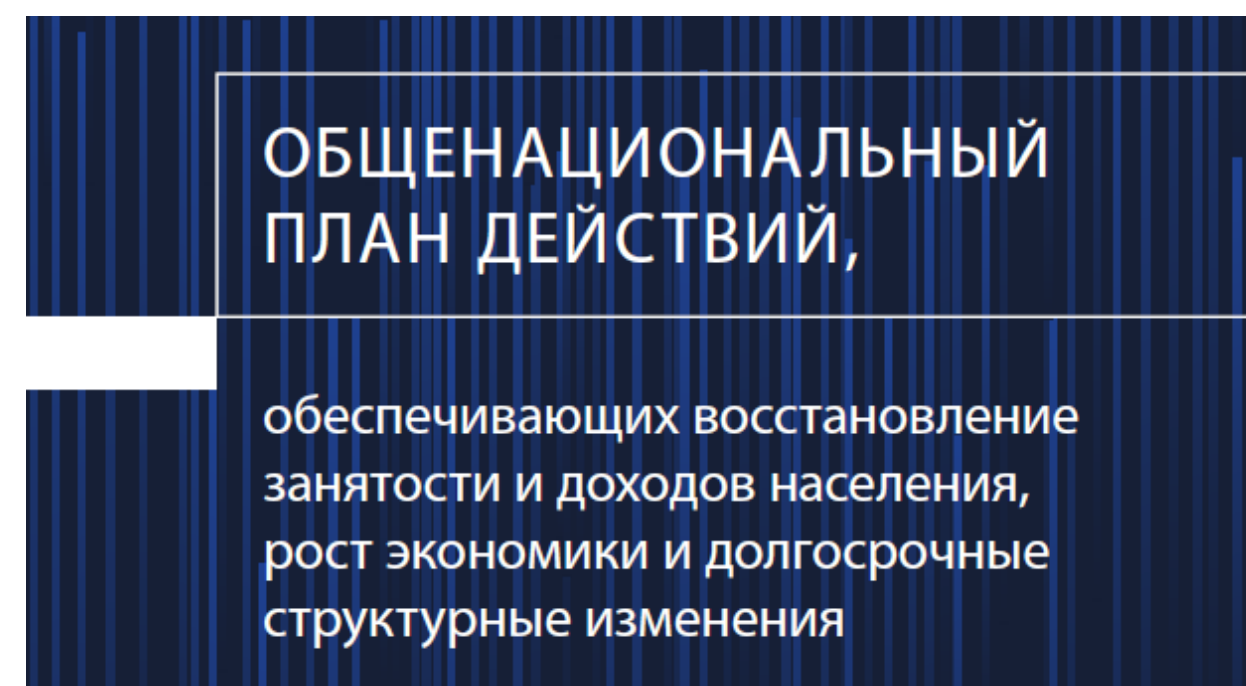 ОБЩЕНАЦИОНАЛЬНЫЙ
ПЛАН ДЕЙСТВИЙ,
обеспечивающих восстановление
занятости и доходов населения,
рост экономики и долгосрочные
структурные изменения